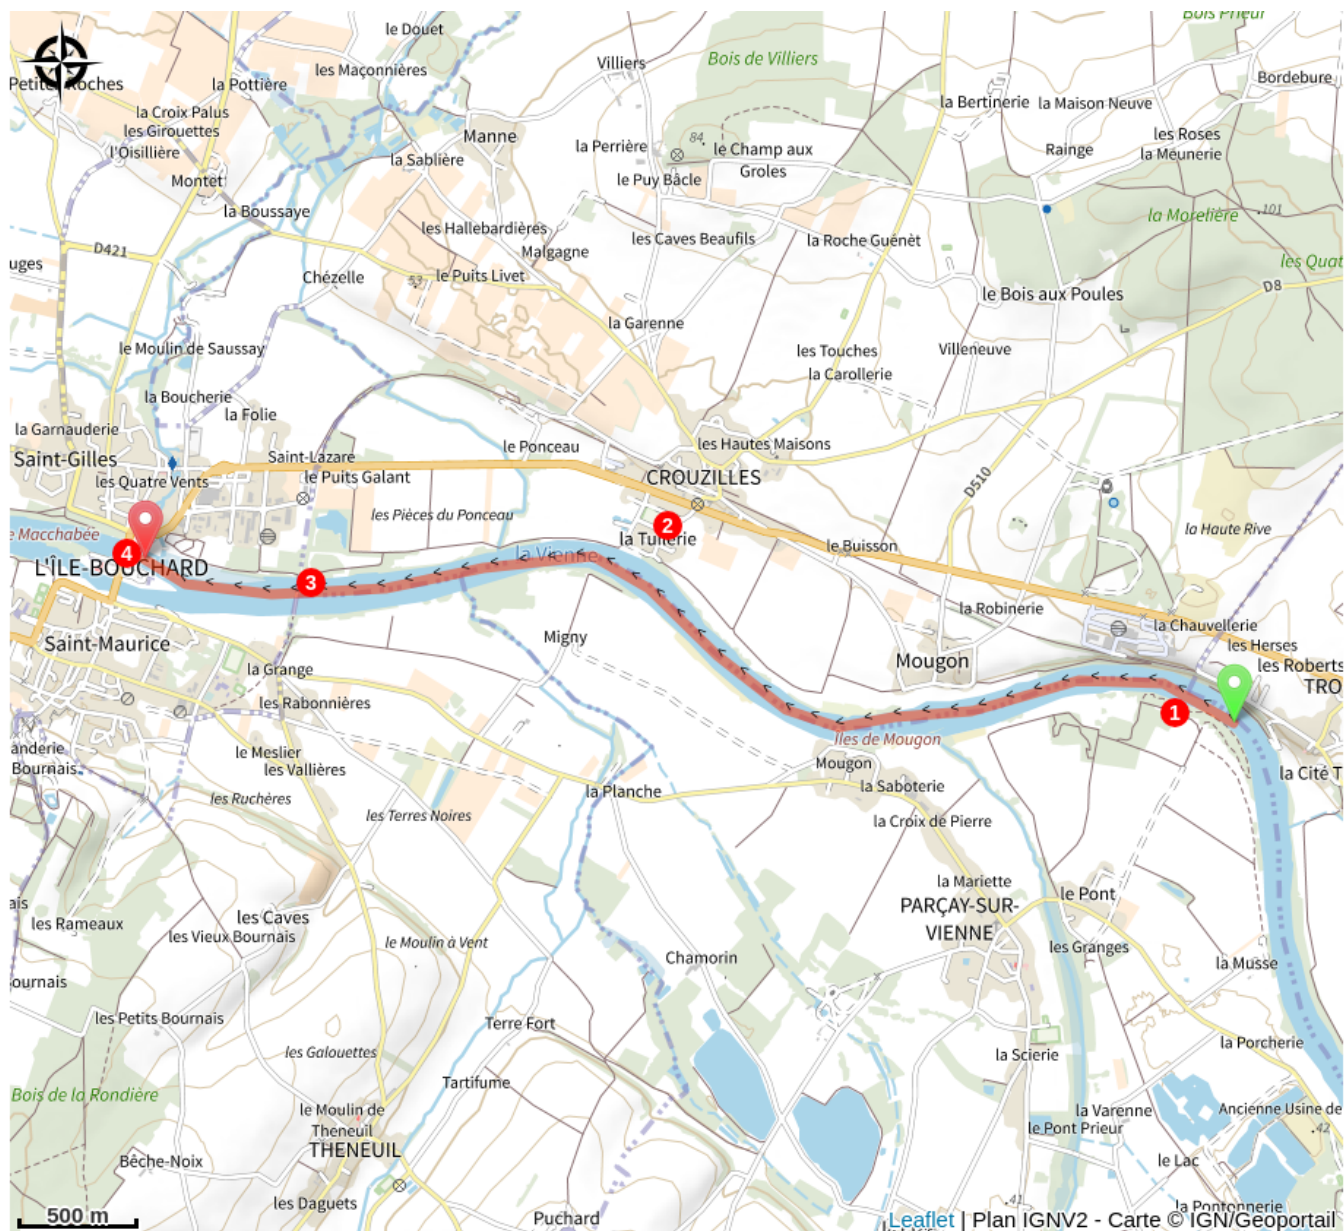 Bois Prieur
le Douet
Villiers
Bois de Villiers
les Maçonnières
Bordebure
Petites Roches
la Pottière
la Bertinerie
la Maison Neuve
la Croix Palus
les Girouettes
Manne
84
les Roses
la Perrière
le Champ aux
Groles
Rainge
la Meunerie
l'Oisillière
la Sablière
Montet
le Puy Bâcle
la Boussaye
la Morelière
101
les Hallebardières
les Caves Beaufils
la Roche Guénèt
D421
Malgagne
uges
Chézelle
53
le Puits Livet
les Quat
D8
le Bois aux Poules
la Garenne
le Moulin de Saussay
les Touches
Villeneuve
la Carollerie
la Boucherie
la Folie
la Garnauderie
le Ponceau
les Hautes Maisons
Saint-Gilles
Saint-Lazare
les Quatre Vents
le Puits Galant
CROUZILLES
D510
les Pièces du Ponceau
2
la Haute Rive
e Macchabée
la Tuilerie
le Buisson
4
la Vienne
L'ÎLE-BOUCHARD
3
la Robinerie
la Chauvellerie
Saint-Maurice
Migny
les Herses
Mougon
les Roberts
la Grange
TRO
les Rabonnières
1
anderie
Bournais
le Meslier
Îles de Mougon
les Vallières
Mougon
la Cité T
les Ruchères
la Planche
la Saboterie
les Terres Noires
la Croix de Pierre
la Mariette
le Pont
ais
les Rameaux
les Caves
PARÇAY-SUR-
VIENNE
les Vieux Bournais
le Moulin à Vent
les Granges
Chamorin
la Musse
ournais
les Petits Bournais
Terre Fort
les Galouettes
la Scierie
la Porcherie
Tartifume
Bois de la Rondière
le Moulin de
Theneuil
la Varenne
Ancienne Usine de
le Pont Prieur
42
THENEUIL
Bêche-Noix
le Lac
les Daguets
41
la Pontonnerie
500 m
Puchard
Leaflet | Plan IGNV2 - Carte © IGN/Geoportail